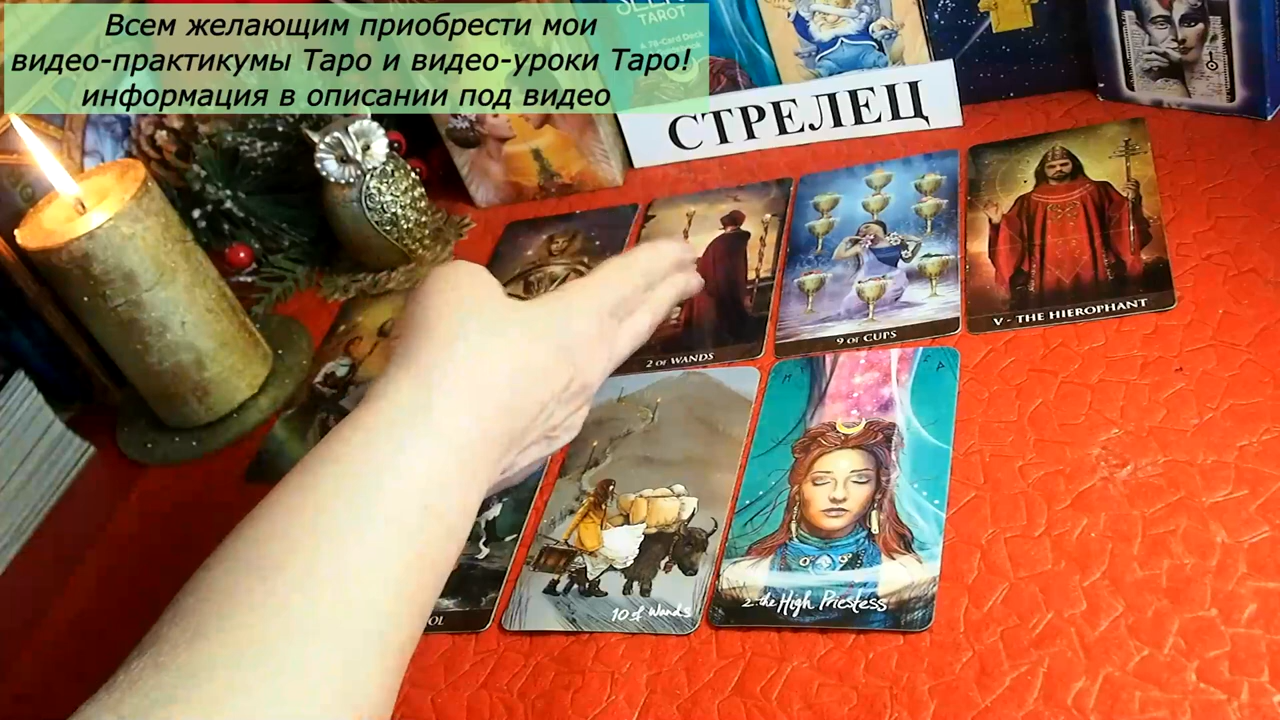 Всем желающим приобрести мои
видео-практикумы Таро и видео-уроки Таро!
информация в описании под видео
TAROT
СТРЕЛЕЦ
V - THE HIEROPHANT
9 OF CUPS
2 OF WANDS
10 of Wands
2. the High Priestess